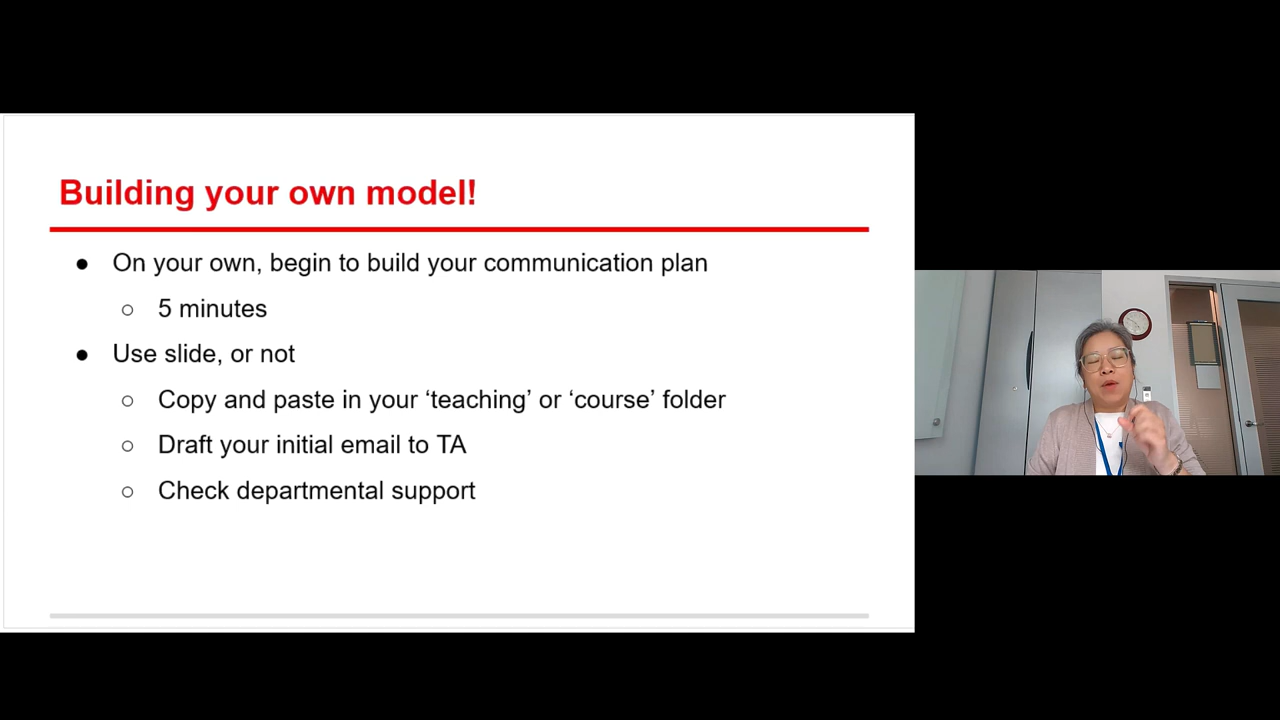 Building your own model!
● On your own, begin to build your communication plan
○ 5 minutes
● Use slide, or not
○ Copy and paste in your ‘teaching’ or ‘course’ folder
○ Draft your initial email to TA
○ Check departmental support